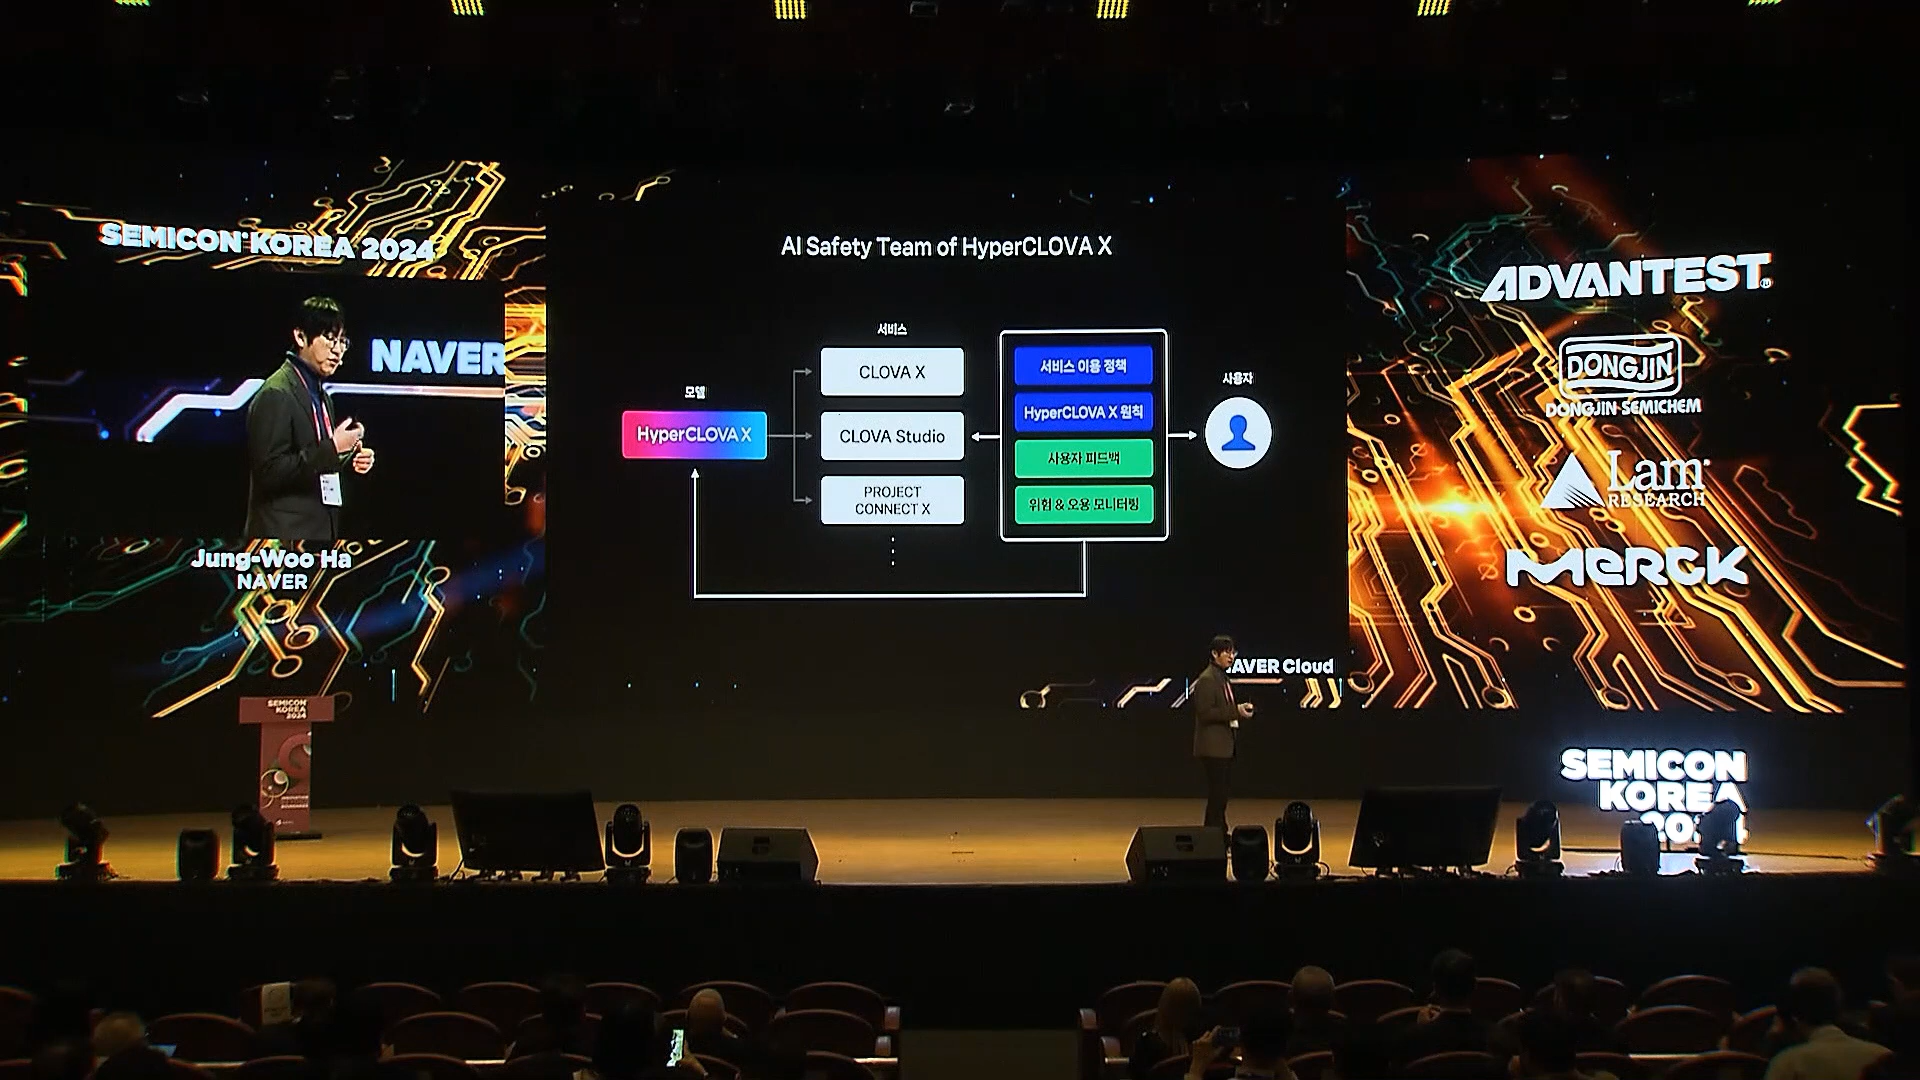 SEMICON KOREA 2024
NAVER
Jung-Woo Ha
NAVER
SEMICON
KOREA
2024
AI Safety Team of HyperCLOVA X
모델
HyperCLOVA X
서비스
CLOVA X
CLOVA Studio
PROJECT
CONNECT X
서비스 이용 정책
HyperCLOVA X 원칙
사용자 피드백
위험 & 오용 모니터링
사용자
AVER Cloud
ADVANTEST
DONGJIN
DONGJIN SEMICHEM
Lam
RESEARCH
MERCK
SEMICON
KOREA